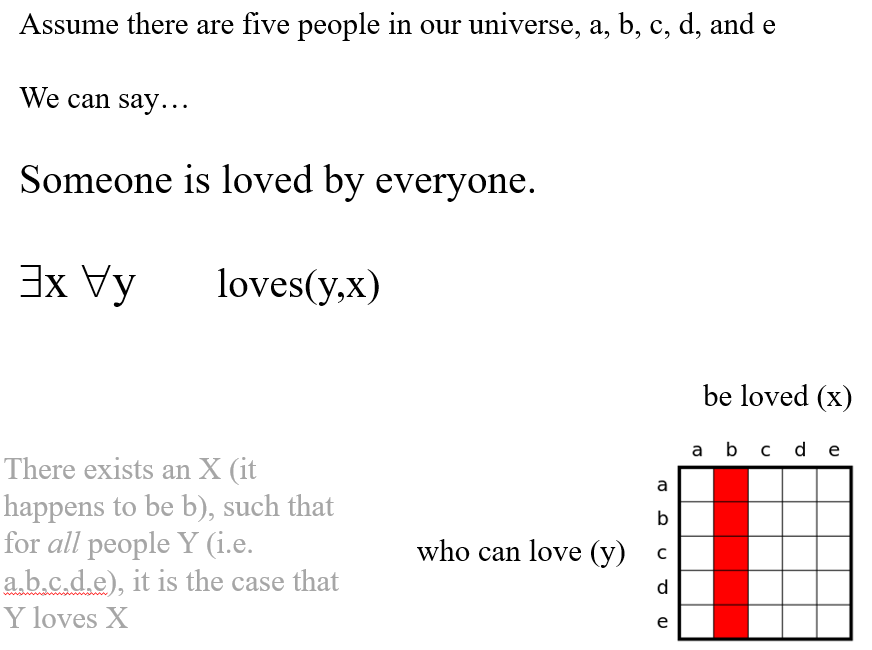 Assume there are five people in our universe, a, b, c, d, and e
We can say…
Someone is loved by everyone.
∃x ∀y loves(y,x)
be loved (x)
a b c d e
There exists an X (it
happens to be b), such that
for all people Y (i.e.
a,b,c,d,e), it is the case that
Y loves X
who can love (y)
a
b
c
d
e